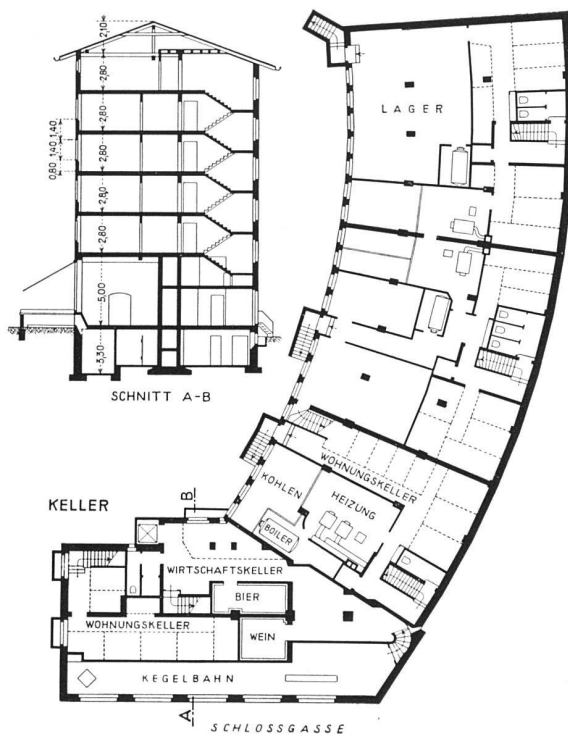 2,10
2,80
2,80
1,40
1,40
0,80
2,80
2,80
2,80
5,00
3,30
SCHNITT A-B
LAGER
WOHNUNGSKELLER
KOHLEN
HEIZUNG
BOILER
KELLER
B
WIRTSCHAFTSKELLER
BIER
WOHNUNGSKELLER
WEIN
KEGELBAHN
A
SCHLOSSGASSE